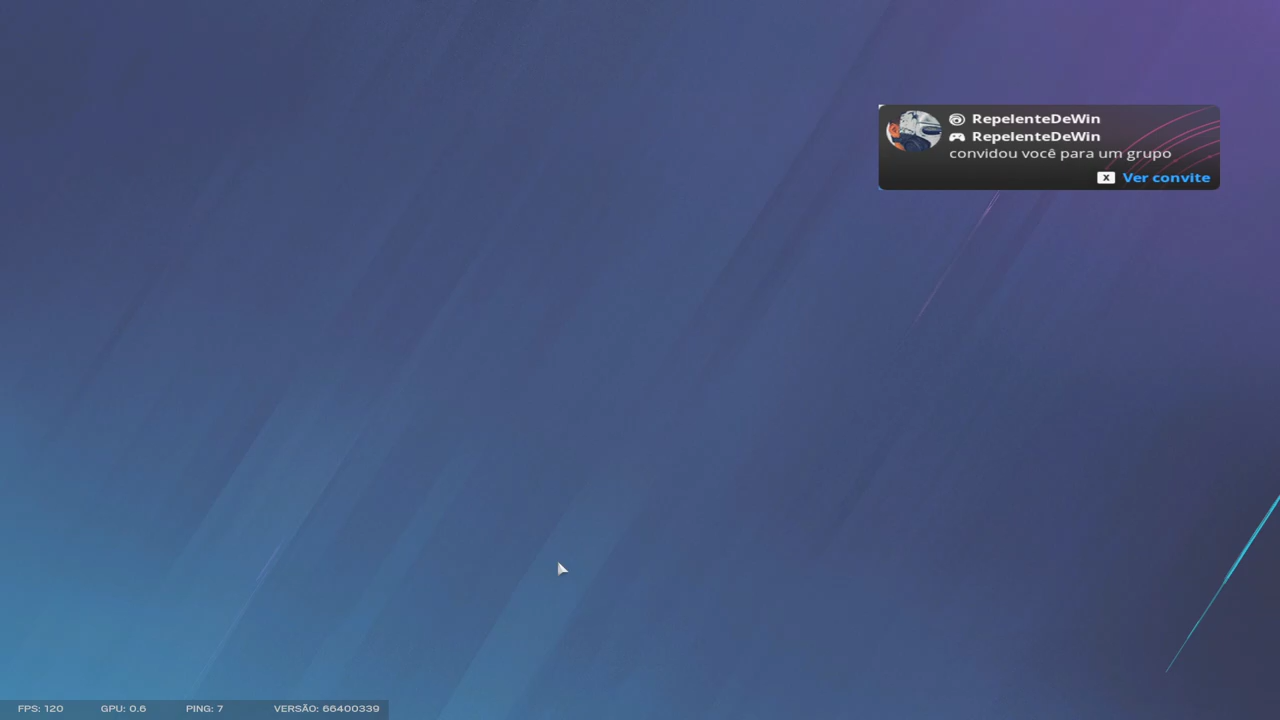 RepelenteDeWin
RepelenteDeWin
convidou você para um grupo
X Ver convite
FPS: 120 GPU: 0.6 PING: 7 VERSÃO: 66400339